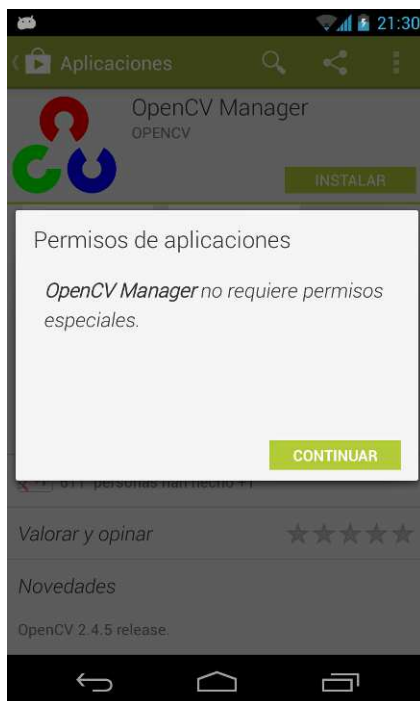 21:30
Aplicaciones
OpenCV Manager
OPENCV
INSTALAR
Permisos de aplicaciones
OpenCV Manager no requiere permisos
especiales.
CONTINUAR
611 personas han hecho +1
Valorar y opinar
Novedades
OpenCV 2.4.5 release.